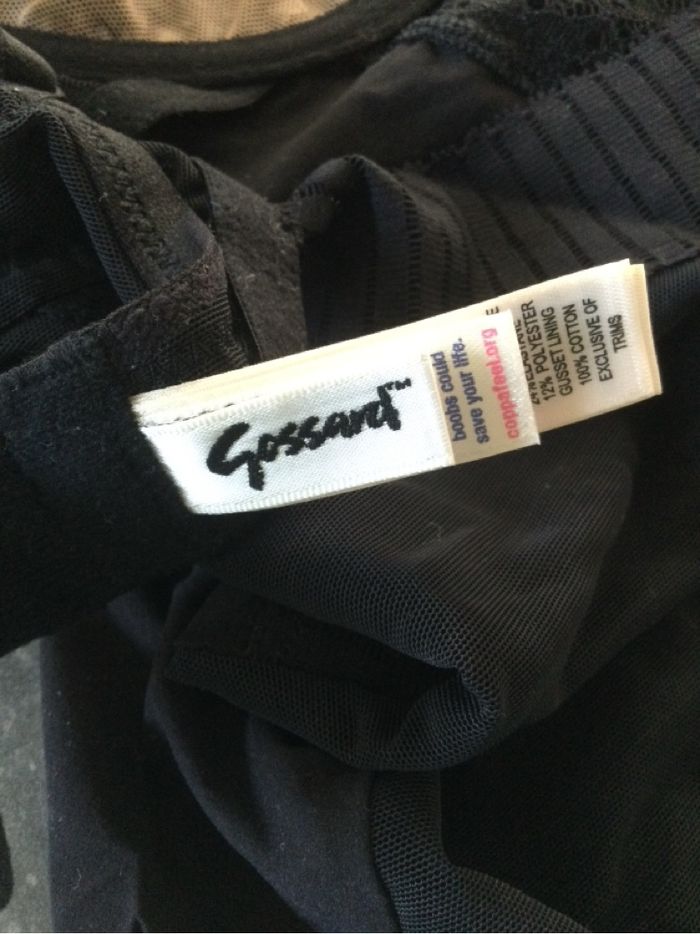 Gossard™
boobs could
save your life.
coppafeel.org
12% POLYESTER
GUSSET LINING
100% COTTON
EXCLUSIVE OF
TRIMS